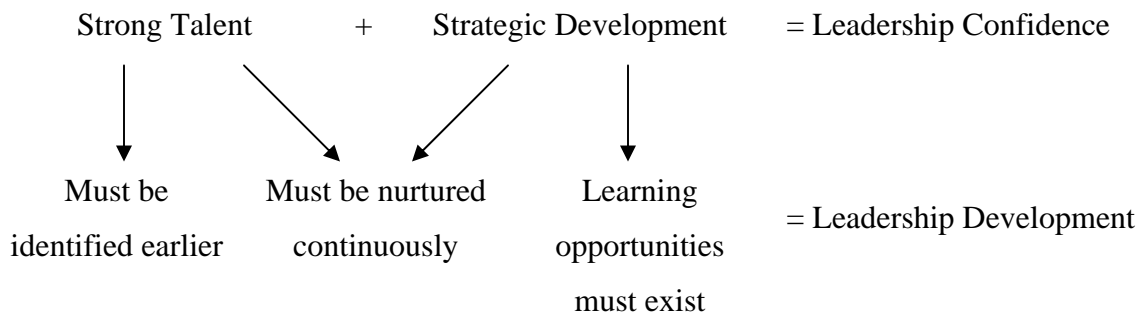 Strong Talent + Strategic Development = Leadership Confidence
Must be
identified earlier
Must be nurtured
continuously
Learning
opportunities
must exist
= Leadership Development